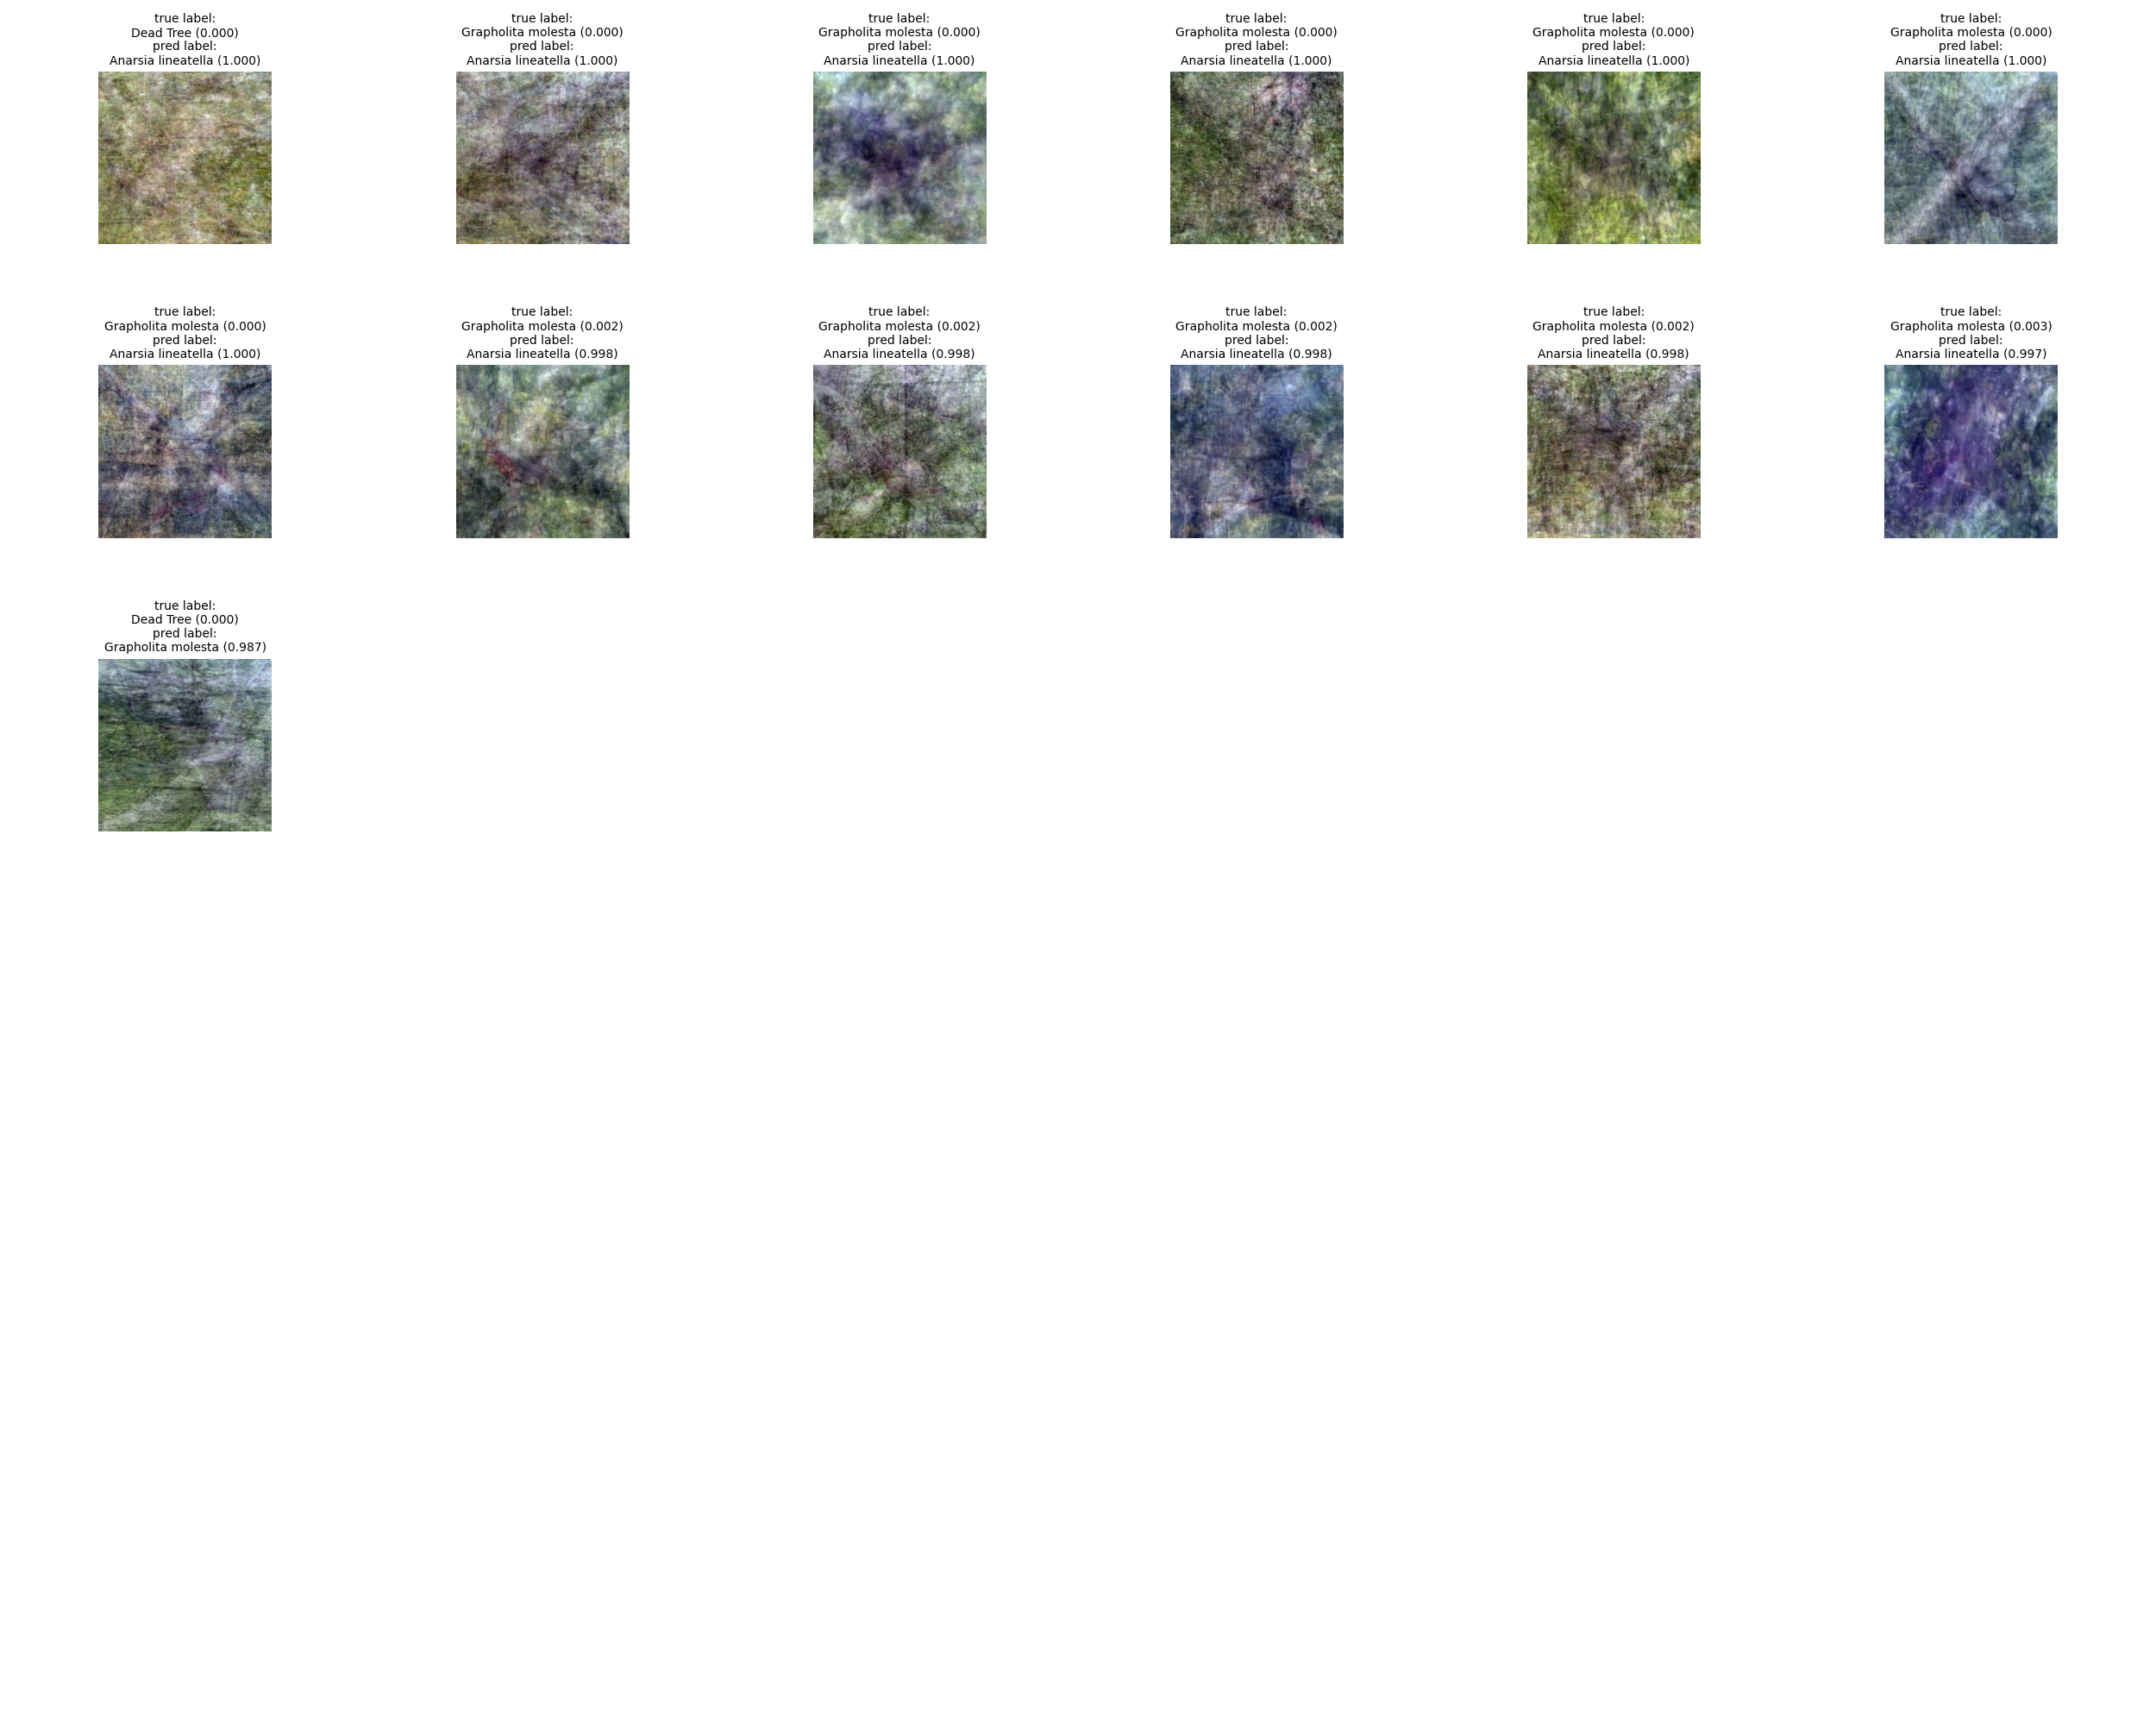 true label:
Dead Tree (0.000)
pred label:
Anarsia lineatella (1.000)
true label:
Grapholita molesta (0.000)
pred label:
Anarsia lineatella (1.000)
true label:
Grapholita molesta (0.000)
pred label:
Anarsia lineatella (1.000)
true label:
Grapholita molesta (0.000)
pred label:
Anarsia lineatella (1.000)
true label:
Grapholita molesta (0.000)
pred label:
Anarsia lineatella (1.000)
true label:
Grapholita molesta (0.000)
pred label:
Anarsia lineatella (1.000)
true label:
Grapholita molesta (0.000)
pred label:
Anarsia lineatella (1.000)
true label:
Grapholita molesta (0.002)
pred label:
Anarsia lineatella (0.998)
true label:
Grapholita molesta (0.002)
pred label:
Anarsia lineatella (0.998)
true label:
Grapholita molesta (0.002)
pred label:
Anarsia lineatella (0.998)
true label:
Grapholita molesta (0.002)
pred label:
Anarsia lineatella (0.998)
true label:
Grapholita molesta (0.003)
pred label:
Anarsia lineatella (0.997)
true label:
Dead Tree (0.000)
pred label:
Grapholita molesta (0.987)